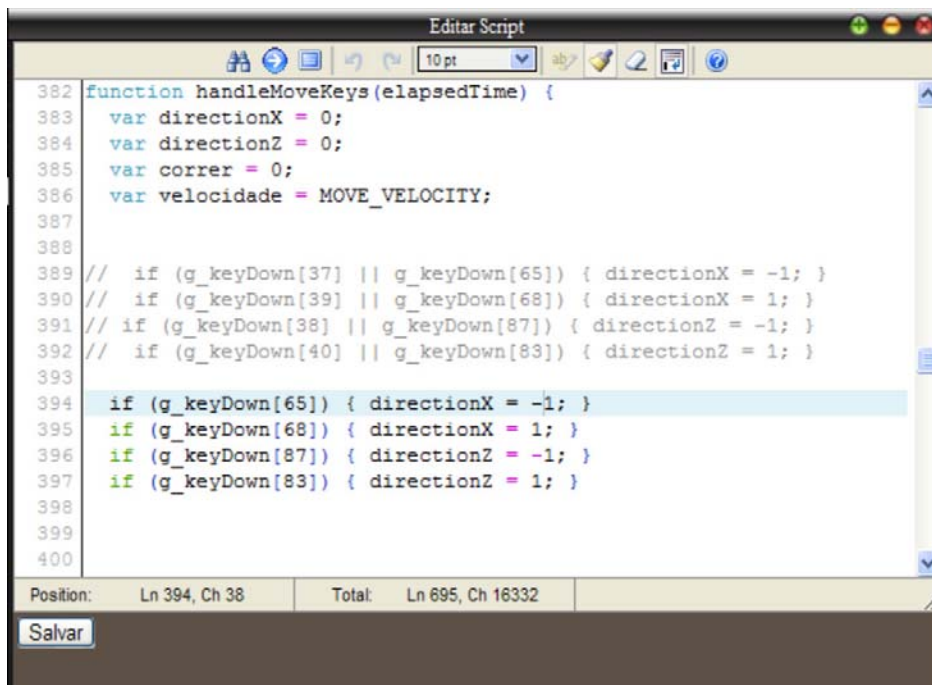 Editar Script
10 pt
382 function handleMoveKeys(elapsedTime) {
383   var directionX = 0;
384   var directionZ = 0;
385   var correr = 0;
386   var velocidade = MOVE_VELOCITY;
387
388
389 //  if (g_keyDown[37] || g_keyDown[65]) { directionX = -1; }
390 //  if (g_keyDown[39] || g_keyDown[68]) { directionX = 1; }
391 // if (g_keyDown[38] || g_keyDown[87]) { directionZ = -1; }
392 //  if (g_keyDown[40] || g_keyDown[83]) { directionZ = 1; }
393
394   if (g_keyDown[65]) { directionX = -1; }
395   if (g_keyDown[68]) { directionX = 1; }
396   if (g_keyDown[87]) { directionZ = -1; }
397   if (g_keyDown[83]) { directionZ = 1; }
398
399
400
Position: Ln 394, Ch 38 Total: Ln 695, Ch 16332
Salvar